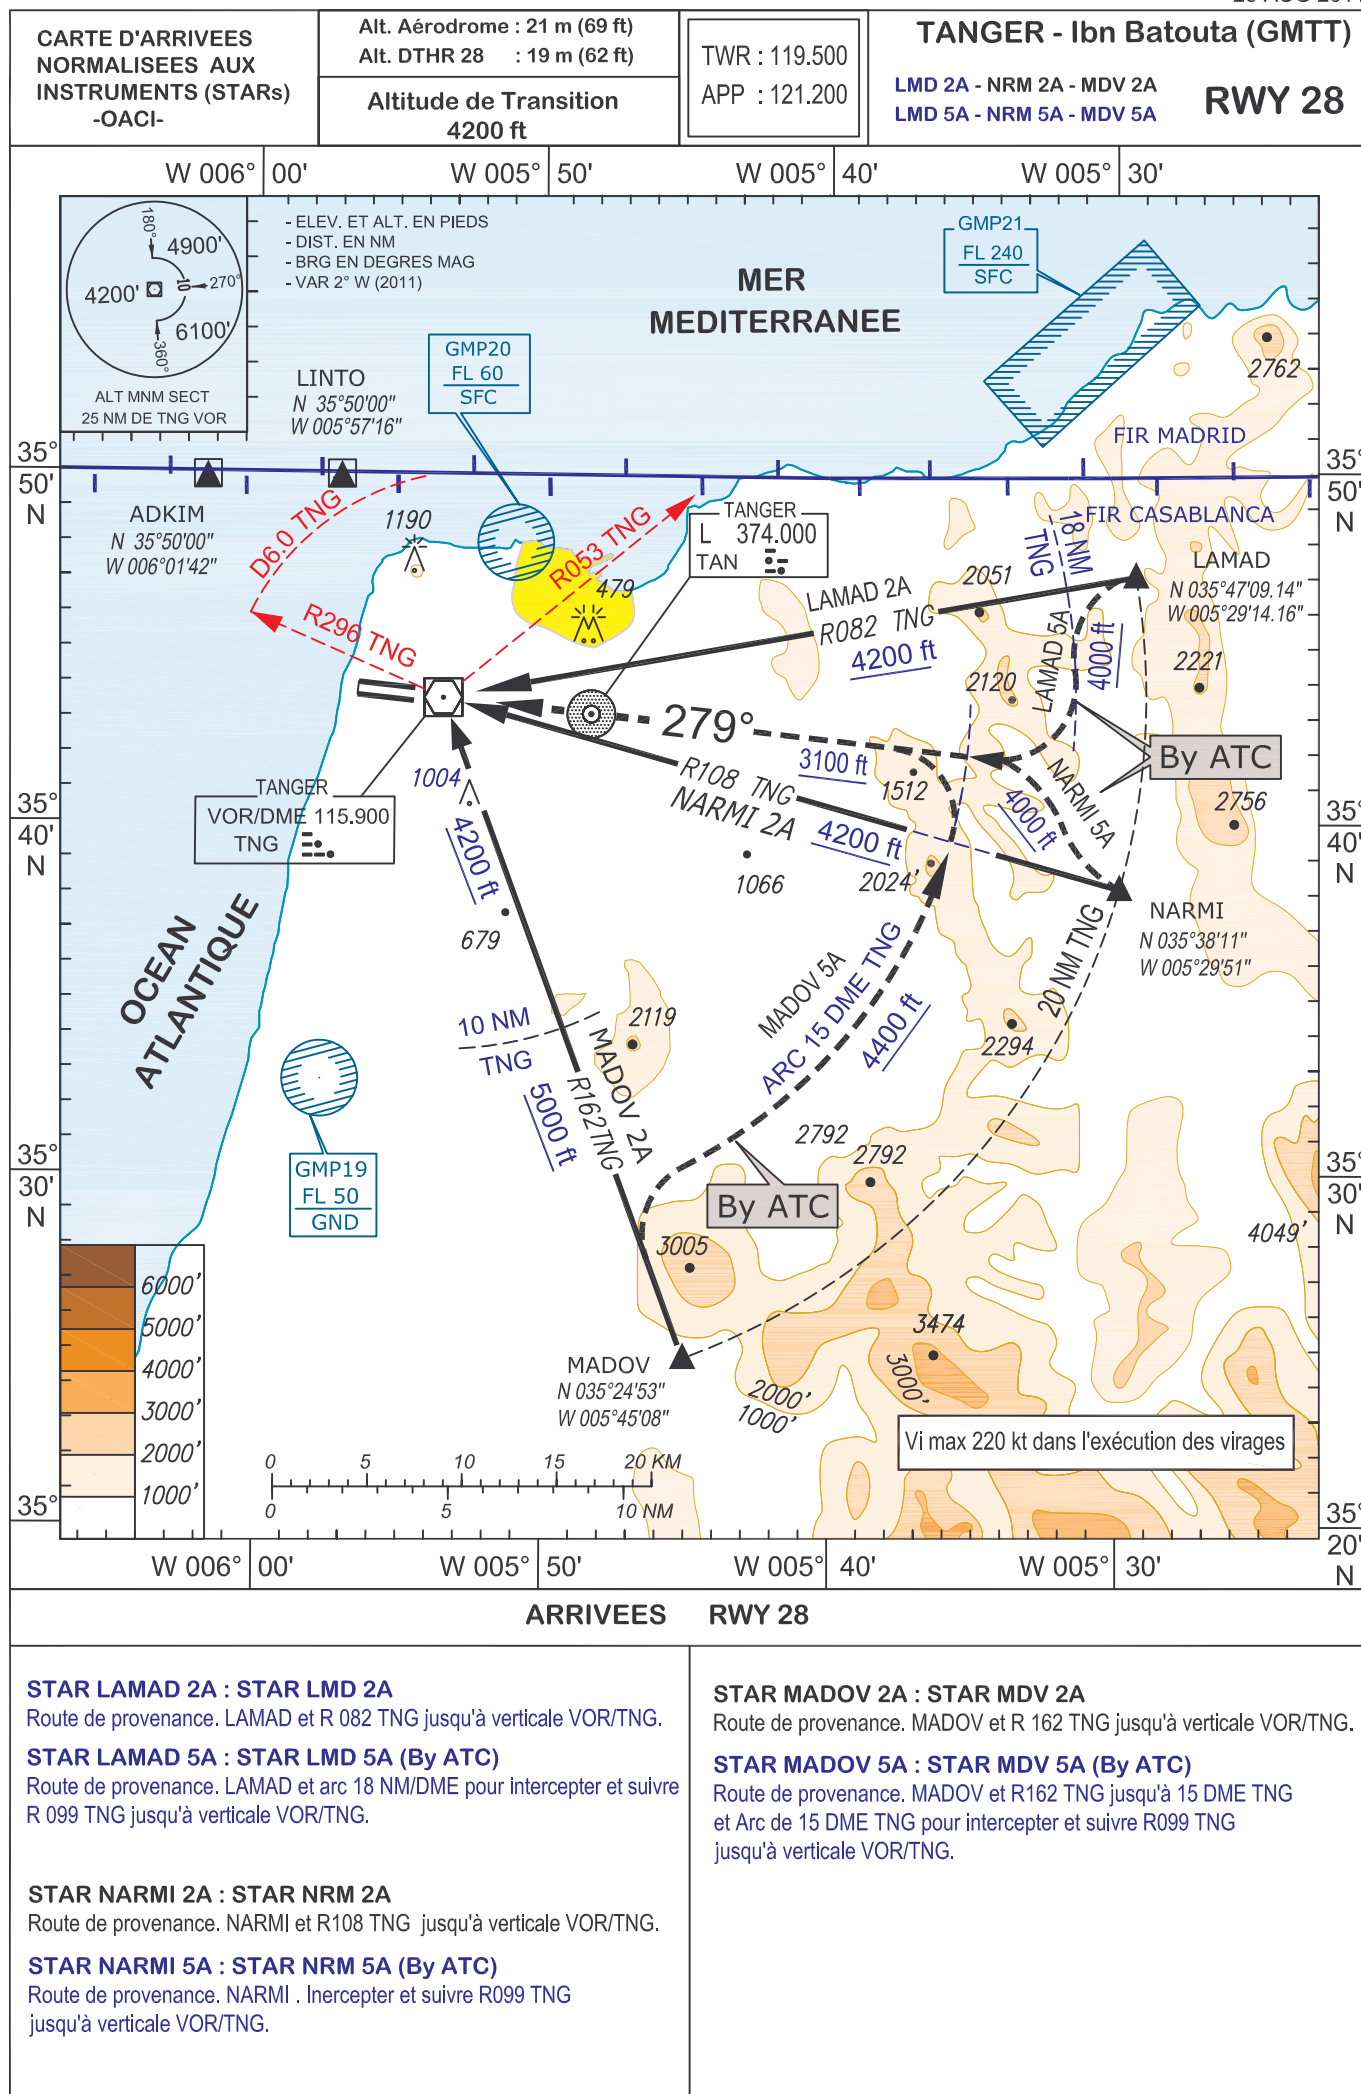 CARTE D'ARRIVEES
NORMALISEES AUX
INSTRUMENTS (STARs)
-OACI-
Alt. Aérodrome : 21 m (69 ft)
Alt. DTHR 28 : 19 m (62 ft)
Altitude de Transition
4200 ft
TWR : 119.500
APP : 121.200
TANGER - Ibn Batouta (GMTT)
LMD 2A - NRM 2A - MDV 2A
LMD 5A - NRM 5A - MDV 5A
RWY 28
W 006° 00'
W 005° 50'
W 005° 40'
W 005° 30'
180°
4900'
4200'
10
270°
6100'
360°
ALT MNM SECT
25 NM DE TNG VOR
- ELEV. ET ALT. EN PIEDS
- DIST. EN NM
- BRG EN DEGRES MAG
- VAR 2° W (2011)
MER
MEDITERRANEE
GMP21
FL 240
SFC
GMP20
FL 60
SFC
LINTO
N 35°50'00"
W 005°57'16"
2762
FIR MADRID
FIR CASABLANCA
35°
50'
N
35°
50'
N
ADKIM
N 35°50'00"
W 006°01'42"
D6.0 TNG
1190
R053 TNG
R296 TNG
479
TANGER
L 374.000
TAN
18 NM
TNG
LAMAD
N 035°47'09.14"
W 005°29'14.16"
2051
LAMAD 2A
R082 TNG
4200 ft
LAMAD 5A
4000 ft
2221
2120
279°
By ATC
3100 ft
1512
R108 TNG
NARMI 2A
4200 ft
NARMI 5A
4000 ft
2756
TANGER
VOR/DME 115.900
TNG
1004
4200 ft
35°
40'
N
35°
40'
N
1066
2024'
679
NARMI
N 035°38'11"
W 005°29'51"
20 NM TNG
OCEAN
ATLANTIQUE
MADOV 5A
ARC 15 DME TNG
4400 ft
10 NM
TNG
2119
2294
MADOV 2A
R162 TNG
5000 ft
GMP19
FL 50
GND
2792
2792
By ATC
35°
30'
N
35°
30'
N
3005
4049'
3474
3000'
2000'
1000'
MADOV
N 035°24'53"
W 005°45'08"
6000'
5000'
4000'
3000'
2000'
1000'
Vi max 220 kt dans l'exécution des virages
0 5 10 15 20 KM
0 5 10 NM
35°
35°
20'
N
W 006° 00'
W 005° 50'
W 005° 40'
W 005° 30'
ARRIVEES RWY 28
STAR LAMAD 2A : STAR LMD 2A
Route de provenance. LAMAD et R 082 TNG jusqu'à verticale VOR/TNG.
STAR LAMAD 5A : STAR LMD 5A (By ATC)
Route de provenance. LAMAD et arc 18 NM/DME pour intercepter et suivre
R 099 TNG jusqu'à verticale VOR/TNG.
STAR NARMI 2A : STAR NRM 2A
Route de provenance. NARMI et R108 TNG jusqu'à verticale VOR/TNG.
STAR NARMI 5A : STAR NRM 5A (By ATC)
Route de provenance. NARMI . Inercepter et suivre R099 TNG
jusqu'à verticale VOR/TNG.
STAR MADOV 2A : STAR MDV 2A
Route de provenance. MADOV et R 162 TNG jusqu'à verticale VOR/TNG.
STAR MADOV 5A : STAR MDV 5A (By ATC)
Route de provenance. MADOV et R162 TNG jusqu'à 15 DME TNG
et Arc de 15 DME TNG pour intercepter et suivre R099 TNG
jusqu'à verticale VOR/TNG.